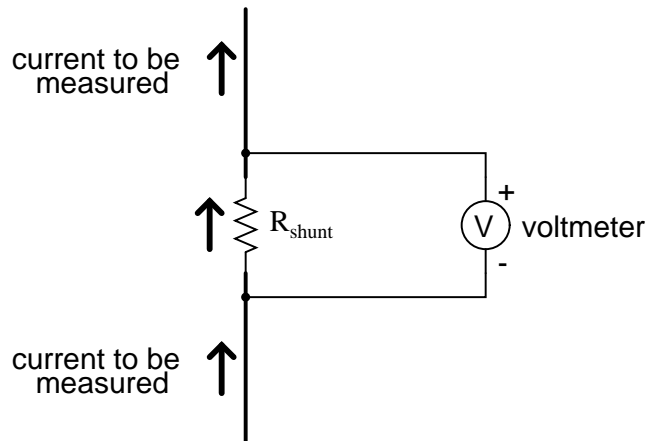 current to be
measured
+
R_shunt
V
voltmeter
-
current to be
measured